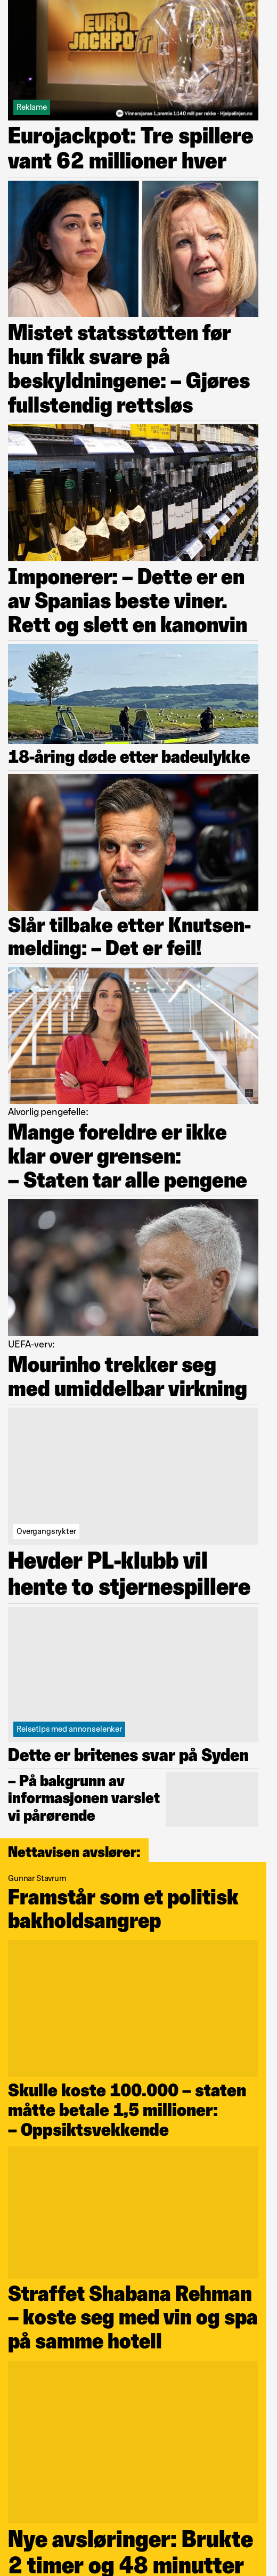 EURO
JACKPOT
Reklame
Vinnersjanse 1.premie 1:140 mill per rekke - Hjelpelinjen.no
Eurojackpot: Tre spillere
vant 62 millioner hver
Mistet statsstøtten før
hun fikk svare på
beskyldningene: – Gjøres
fullstendig rettsløs
Imponerer: – Dette er en
av Spanias beste viner.
Rett og slett en kanonvin
18-åring døde etter badeulykke
Slår tilbake etter Knutsen-
melding: – Det er feil!
Alvorlig pengefelle:
Mange foreldre er ikke
klar over grensen:
– Staten tar alle pengene
UEFA-verv:
Mourinho trekker seg
med umiddelbar virkning
Overgangsrykter
Hevder PL-klubb vil
hente to stjernespillere
Reisetips med annonselenker
Dette er britenes svar på Syden
– På bakgrunn av
informasjonen varslet
vi pårørende
Nettavisen avslører:
Gunnar Stavrum
Framstår som et politisk
bakholdsangrep
Skulle koste 100.000 – staten
måtte betale 1,5 millioner:
– Oppsiktsvekkende
Straffet Shabana Rehman
– koste seg med vin og spa
på samme hotell
Nye avsløringer: Brukte
2 timer og 48 minutter